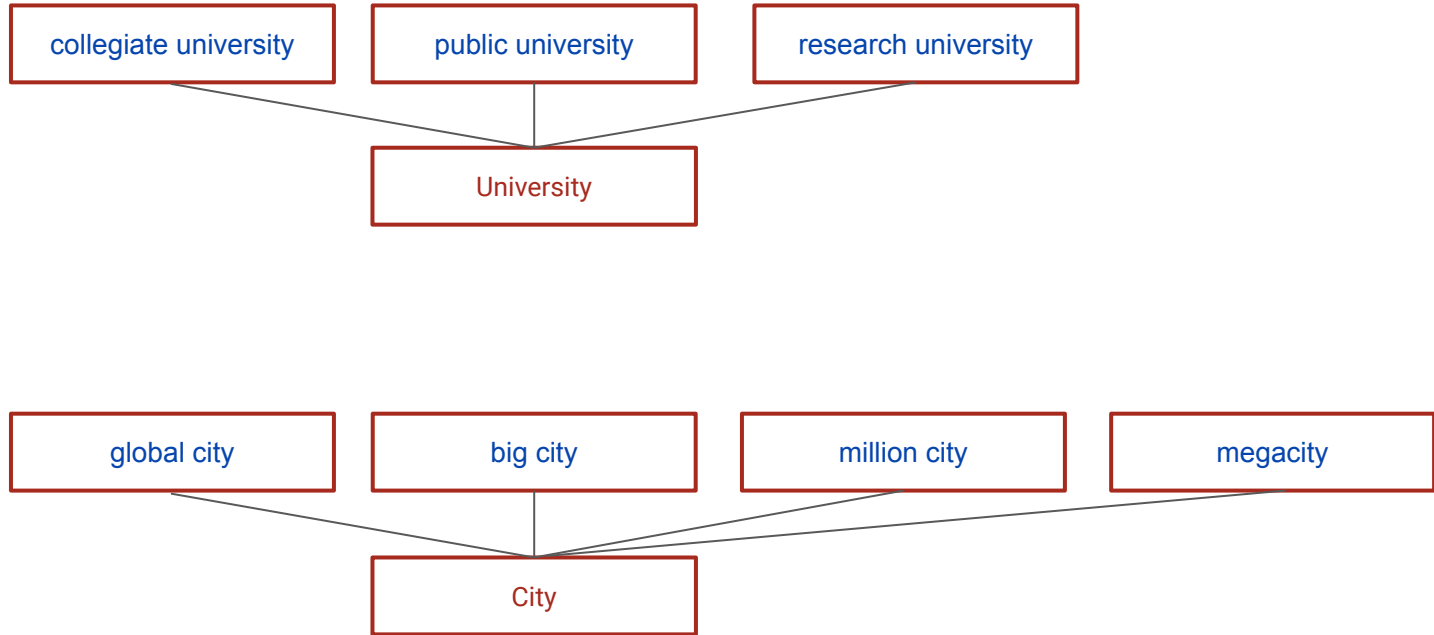 collegiate university
public university
research university
University
global city
big city
million city
megacity
City